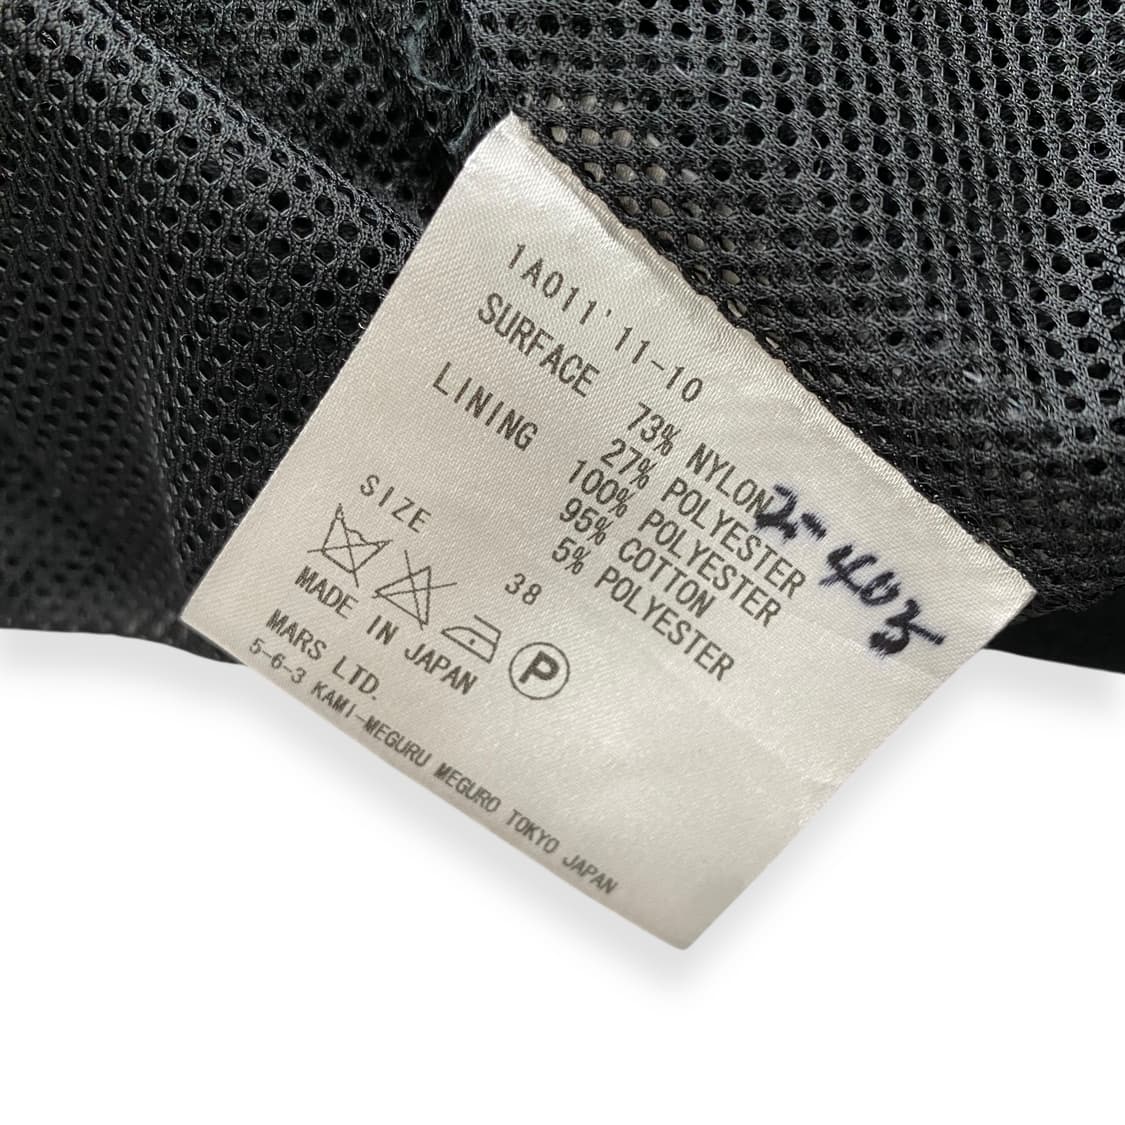 1A011'11-10
SURFACE 73% NYLON
27% POLYESTER
LINING 100% POLYESTER
95% COTTON
5% POLYESTER
2-403
SIZE 38
P
MADE IN JAPAN
MARS LTD.
5-6-3 KAMI-MEGURU MEGURO TOKYO JAPAN